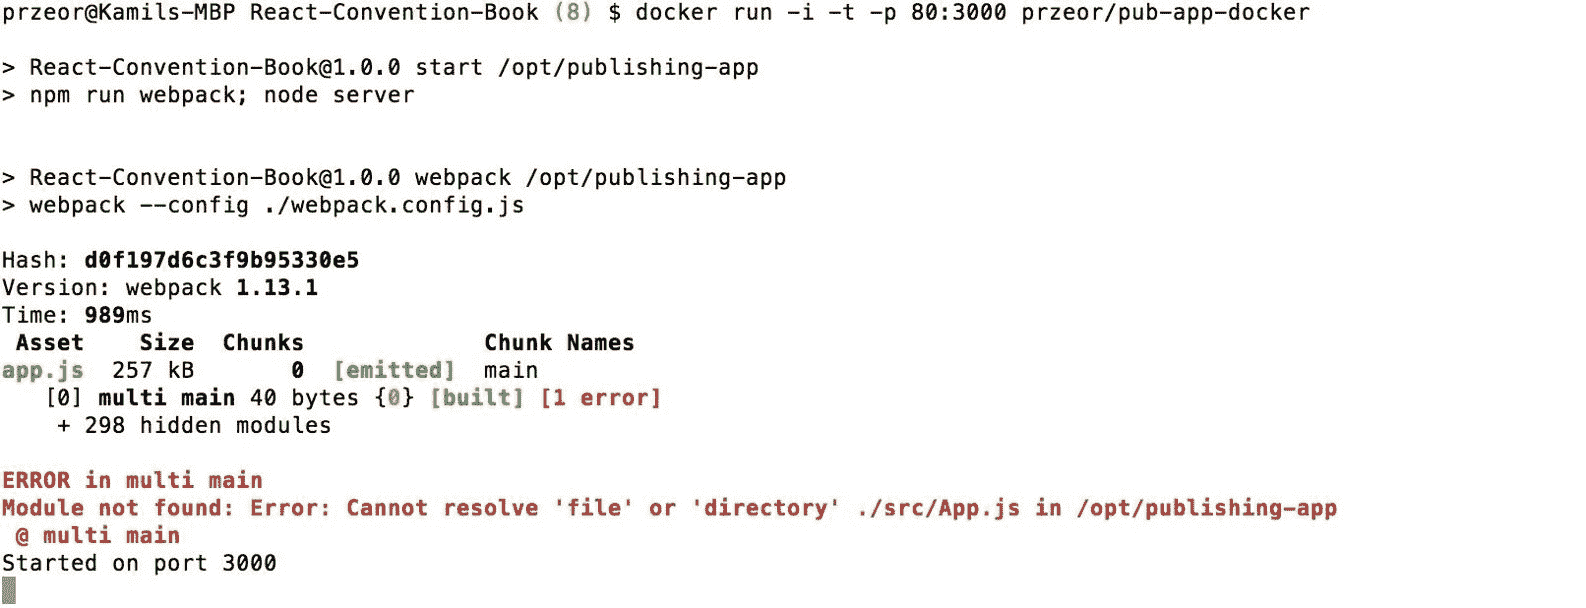 przeor@Kamils-MBP React-Convention-Book (8) $ docker run -i -t -p 80:3000 przeor/pub-app-docker
> React-Convention-Book@1.0.0 start /opt/publishing-app
> npm run webpack; node server
> React-Convention-Book@1.0.0 webpack /opt/publishing-app
> webpack --config ./webpack.config.js
Hash: d0f197d6c3f9b95330e5
Version: webpack 1.13.1
Time: 989ms
Asset Size Chunks Chunk Names
app.js 257 kB 0 [emitted] main
[0] multi main 40 bytes {0} [built] [1 error]
+ 298 hidden modules
ERROR in multi main
Module not found: Error: Cannot resolve 'file' or 'directory' ./src/App.js in /opt/publishing-app
@ multi main
Started on port 3000